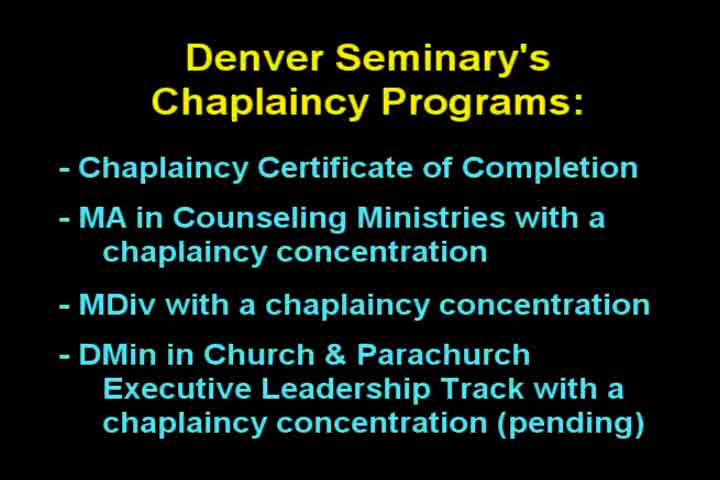 Denver Seminary's
Chaplaincy Programs:
- Chaplaincy Certificate of Completion
- MA in Counseling Ministries with a
chaplaincy concentration
- MDiv with a chaplaincy concentration
- DMin in Church & Parachurch
Executive Leadership Track with a
chaplaincy concentration (pending)